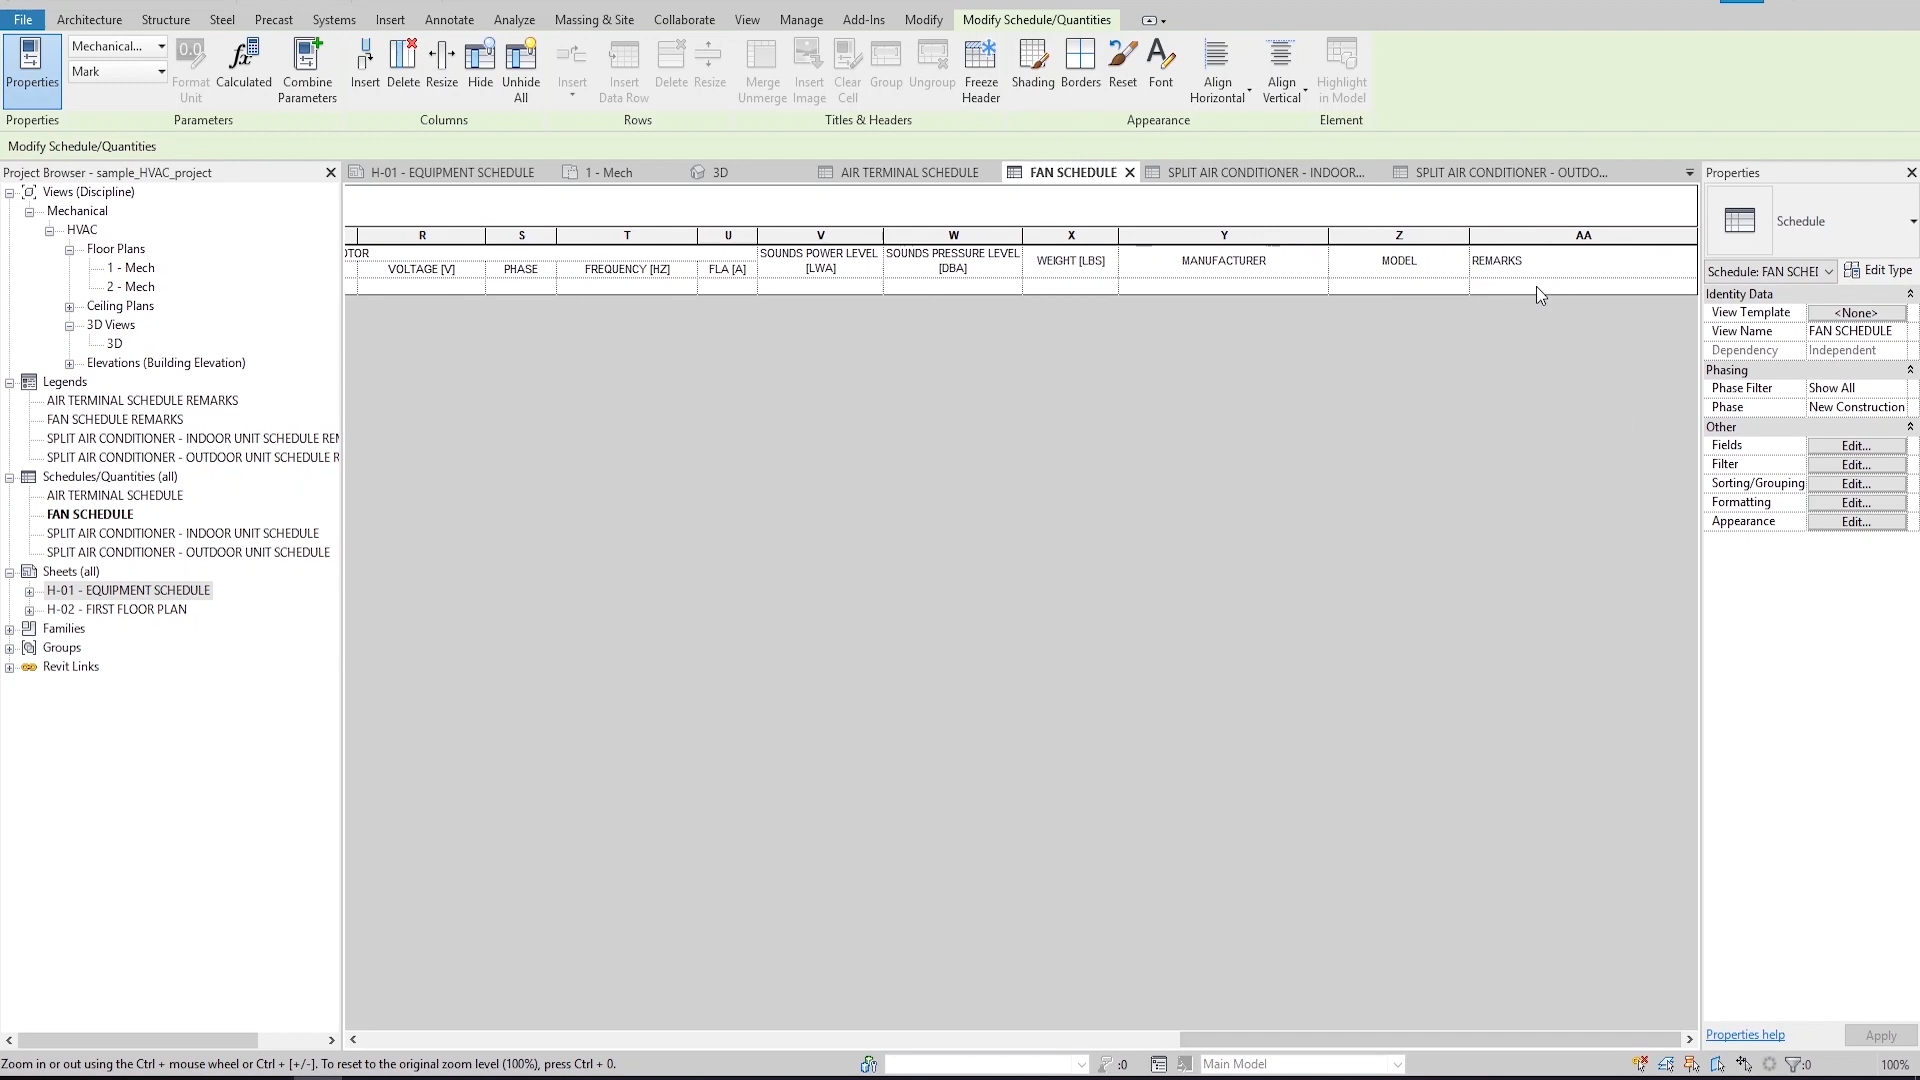 File Architecture Structure Steel Precast Systems Insert Annotate Analyze Massing & Site Collaborate View Manage Add-Ins Modify Modify Schedule/Quantities
Mechanical...
Mark
Properties
0.0
Format
Unit
Calculated
Combine
Parameters
Insert Delete Resize Hide Unhide
All
Insert
Insert
Data Row
Delete Resize
Merge
Unmerge
Insert
Image
Clear
Cell
Group Ungroup Freeze
Header
Shading Borders Reset Font
Align
Horizontal
Align
Vertical
Highlight
in Model
Properties Parameters Columns Rows Titles & Headers Appearance Element
Modify Schedule/Quantities
Project Browser - sample_HVAC_project
Views (Discipline)
Mechanical
HVAC
Floor Plans
1 - Mech
2 - Mech
Ceiling Plans
3D Views
3D
Elevations (Building Elevation)
Legends
AIR TERMINAL SCHEDULE REMARKS
FAN SCHEDULE REMARKS
SPLIT AIR CONDITIONER - INDOOR UNIT SCHEDULE REM
SPLIT AIR CONDITIONER - OUTDOOR UNIT SCHEDULE R
Schedules/Quantities (all)
AIR TERMINAL SCHEDULE
FAN SCHEDULE
SPLIT AIR CONDITIONER - INDOOR UNIT SCHEDULE
SPLIT AIR CONDITIONER - OUTDOOR UNIT SCHEDULE
Sheets (all)
H-01 - EQUIPMENT SCHEDULE
H-02 - FIRST FLOOR PLAN
Families
Groups
Revit Links
H-01 - EQUIPMENT SCHEDULE 1 - Mech 3D AIR TERMINAL SCHEDULE FAN SCHEDULE SPLIT AIR CONDITIONER - INDOOR... SPLIT AIR CONDITIONER - OUTDO...
R S T U V W X Y Z AA
OTOR
VOLTAGE [V] PHASE FREQUENCY [HZ] FLA [A]
SOUNDS POWER LEVEL
[LWA]
SOUNDS PRESSURE LEVEL
[DBA]
WEIGHT [LBS] MANUFACTURER MODEL REMARKS
Properties
Schedule
Schedule: FAN SCHEI
Edit Type
Identity Data
View Template <None>
View Name FAN SCHEDULE
Dependency Independent
Phasing
Phase Filter Show All
Phase New Construction
Other
Fields Edit...
Filter Edit...
Sorting/Grouping Edit...
Formatting Edit...
Appearance Edit...
Properties help Apply
Zoom in or out using the Ctrl + mouse wheel or Ctrl + [+/-]. To reset to the original zoom level (100%), press Ctrl + 0.
:0
Main Model
:0
100%